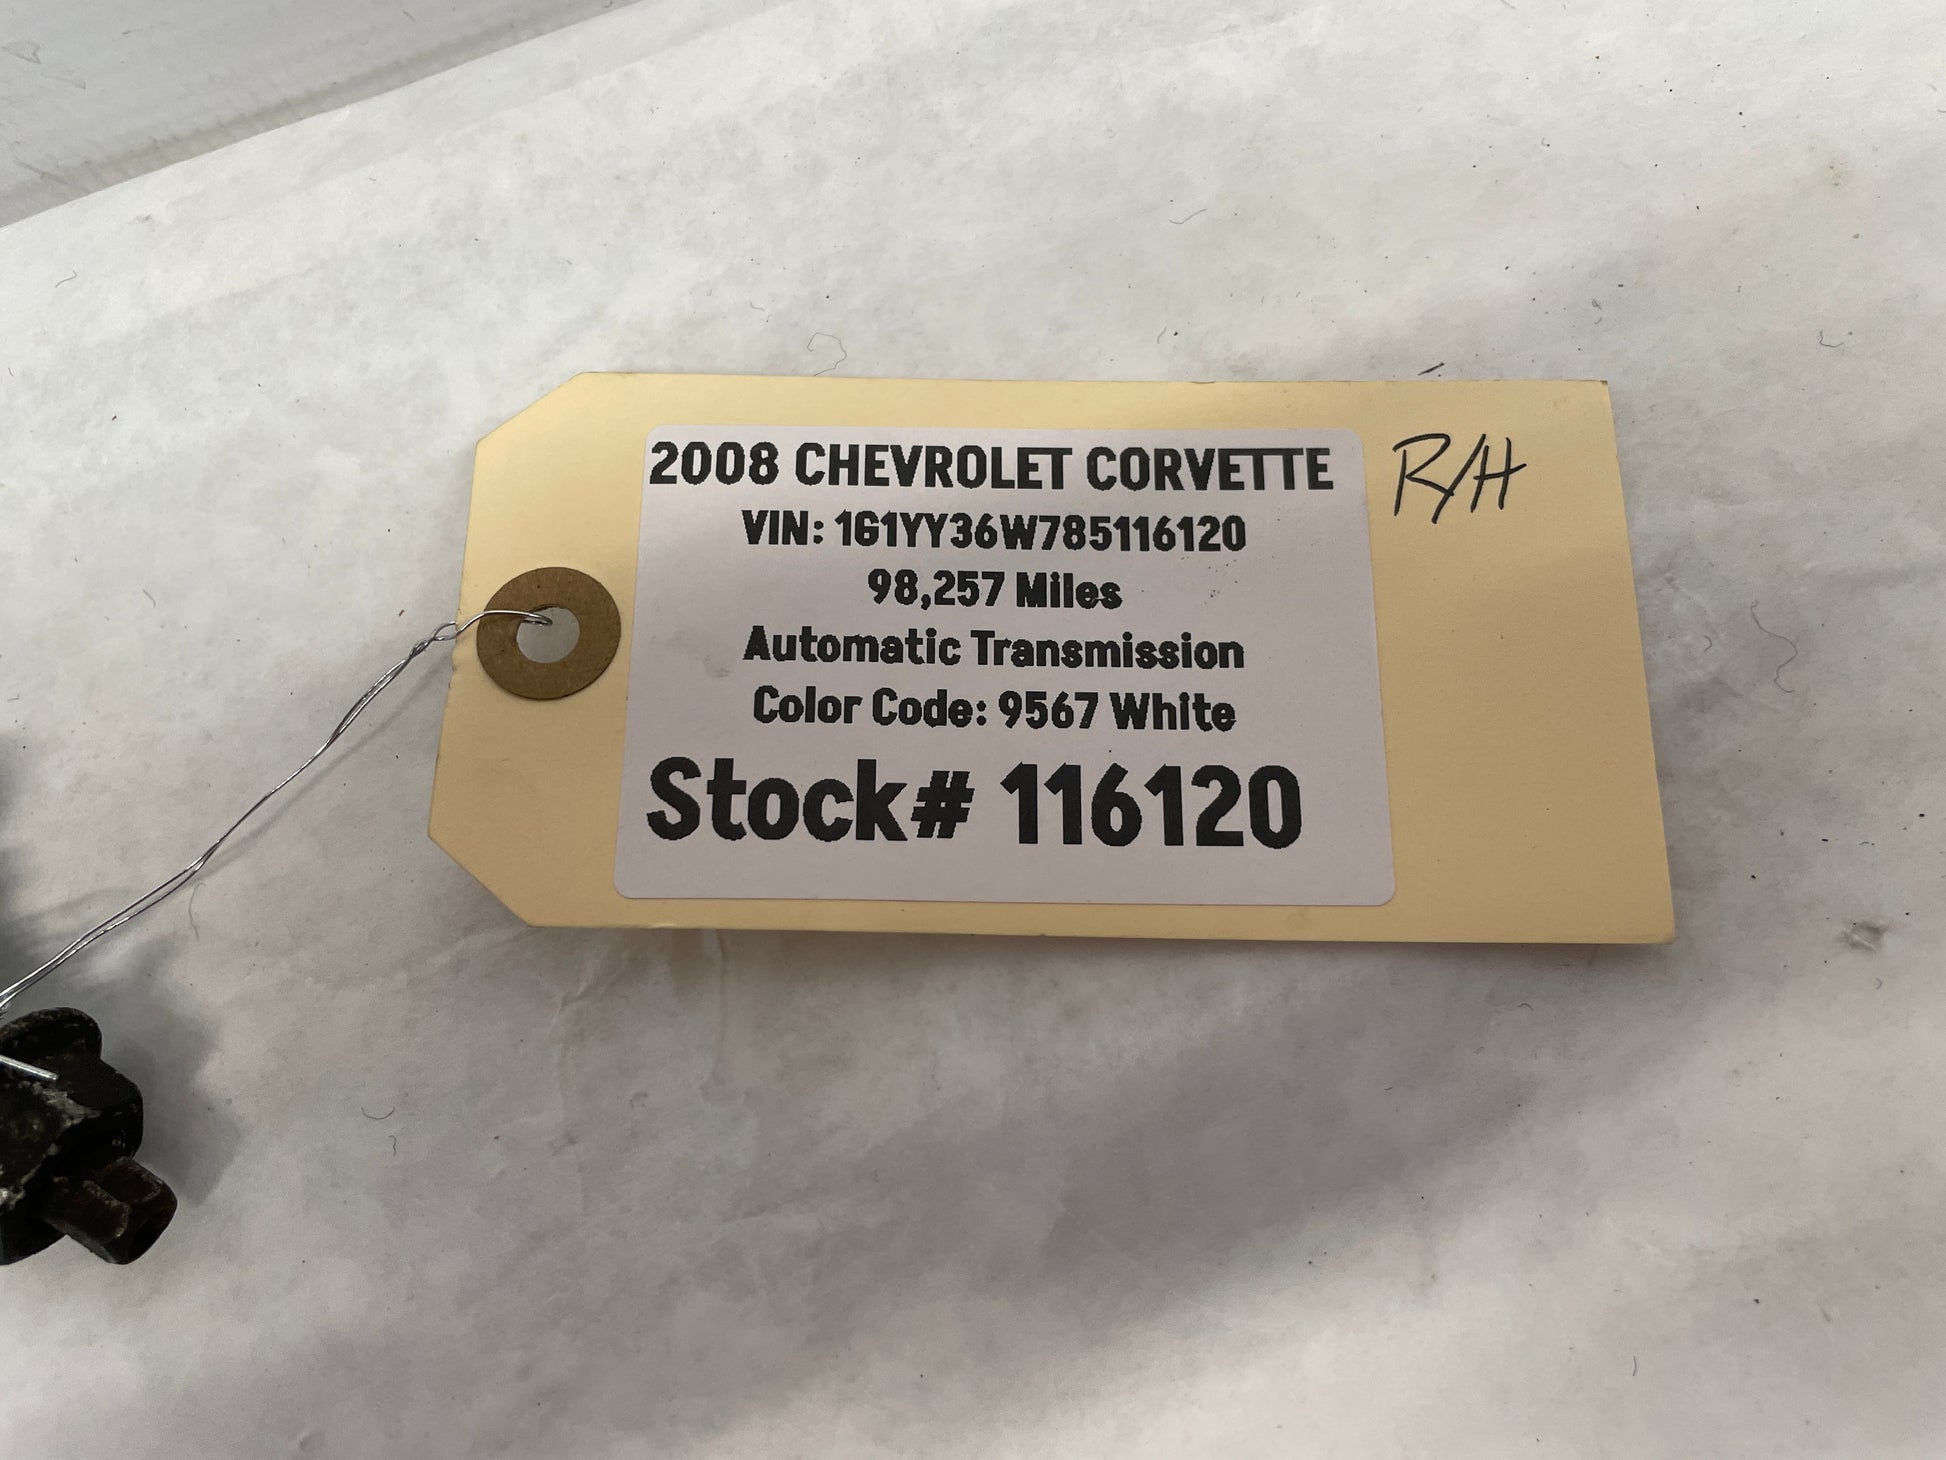 2008 CHEVROLET CORVETTE
R/H
VIN: 1G1YY36W785116120
98,257 Miles
Automatic Transmission
Color Code: 9567 White
Stock# 116120